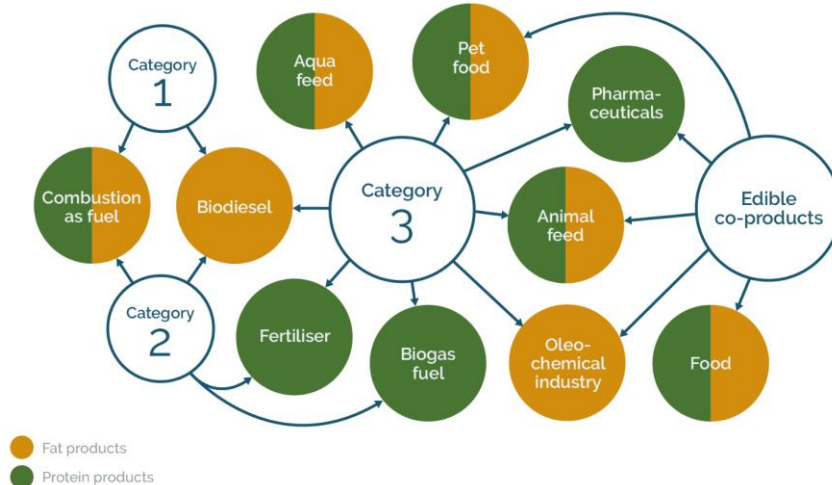 Category
1
Aqua
feed
Pet
food
Pharma-
ceuticals
Combustion
as fuel
Biodiesel
Category
3
Animal
feed
Edible
co-products
Category
2
Fertiliser
Biogas
fuel
Oleo-
chemical
industry
Food
Fat products
Protein products